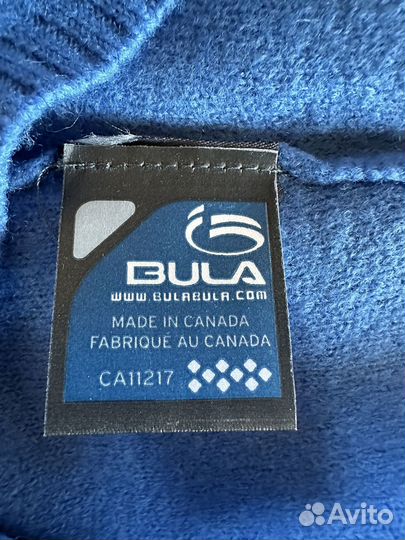 BULA
WWW.BULABULA.COM
MADE IN CANADA
FABRIQUE AU CANADA
CA11217
Avito